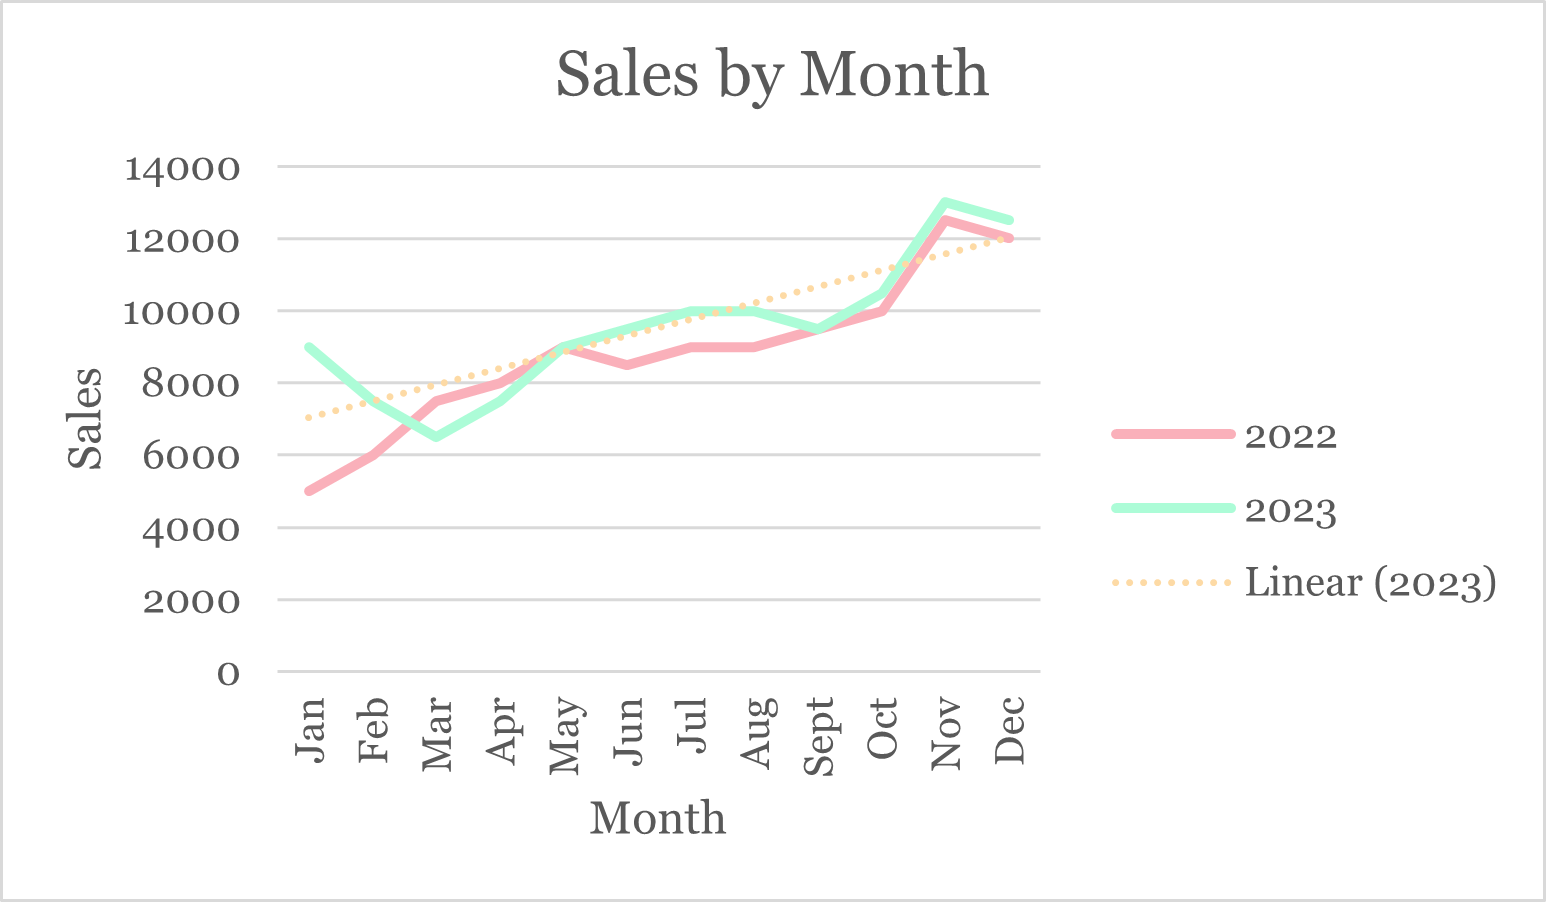 Sales by Month
14000
12000
10000
8000
6000
4000
2000
0
Sales
Jan
Feb
Mar
Apr
May
Jun
Jul
Aug
Sept
Oct
Nov
Dec
Month
2022
2023
Linear (2023)